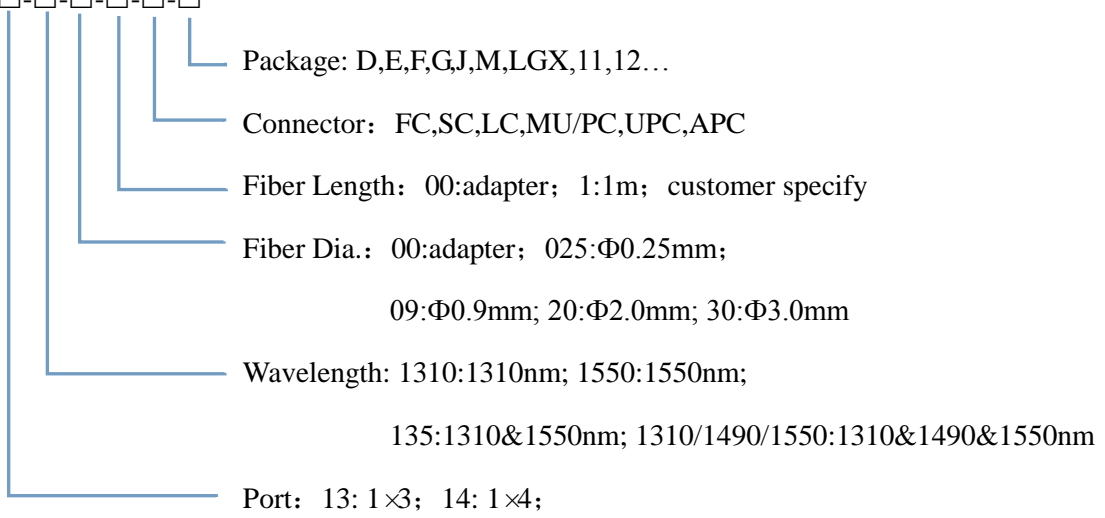 □-□-□-□-□-□
Package: D,E,F,G,J,M,LGX,11,12…
Connector：FC,SC,LC,MU/PC,UPC,APC
Fiber Length：00:adapter；1:1m；customer specify
Fiber Dia.：00:adapter；025:Φ0.25mm；
09:Φ0.9mm; 20:Φ2.0mm; 30:Φ3.0mm
Wavelength: 1310:1310nm; 1550:1550nm;
135:1310&1550nm; 1310/1490/1550:1310&1490&1550nm
Port：13: 1×3；14: 1×4；